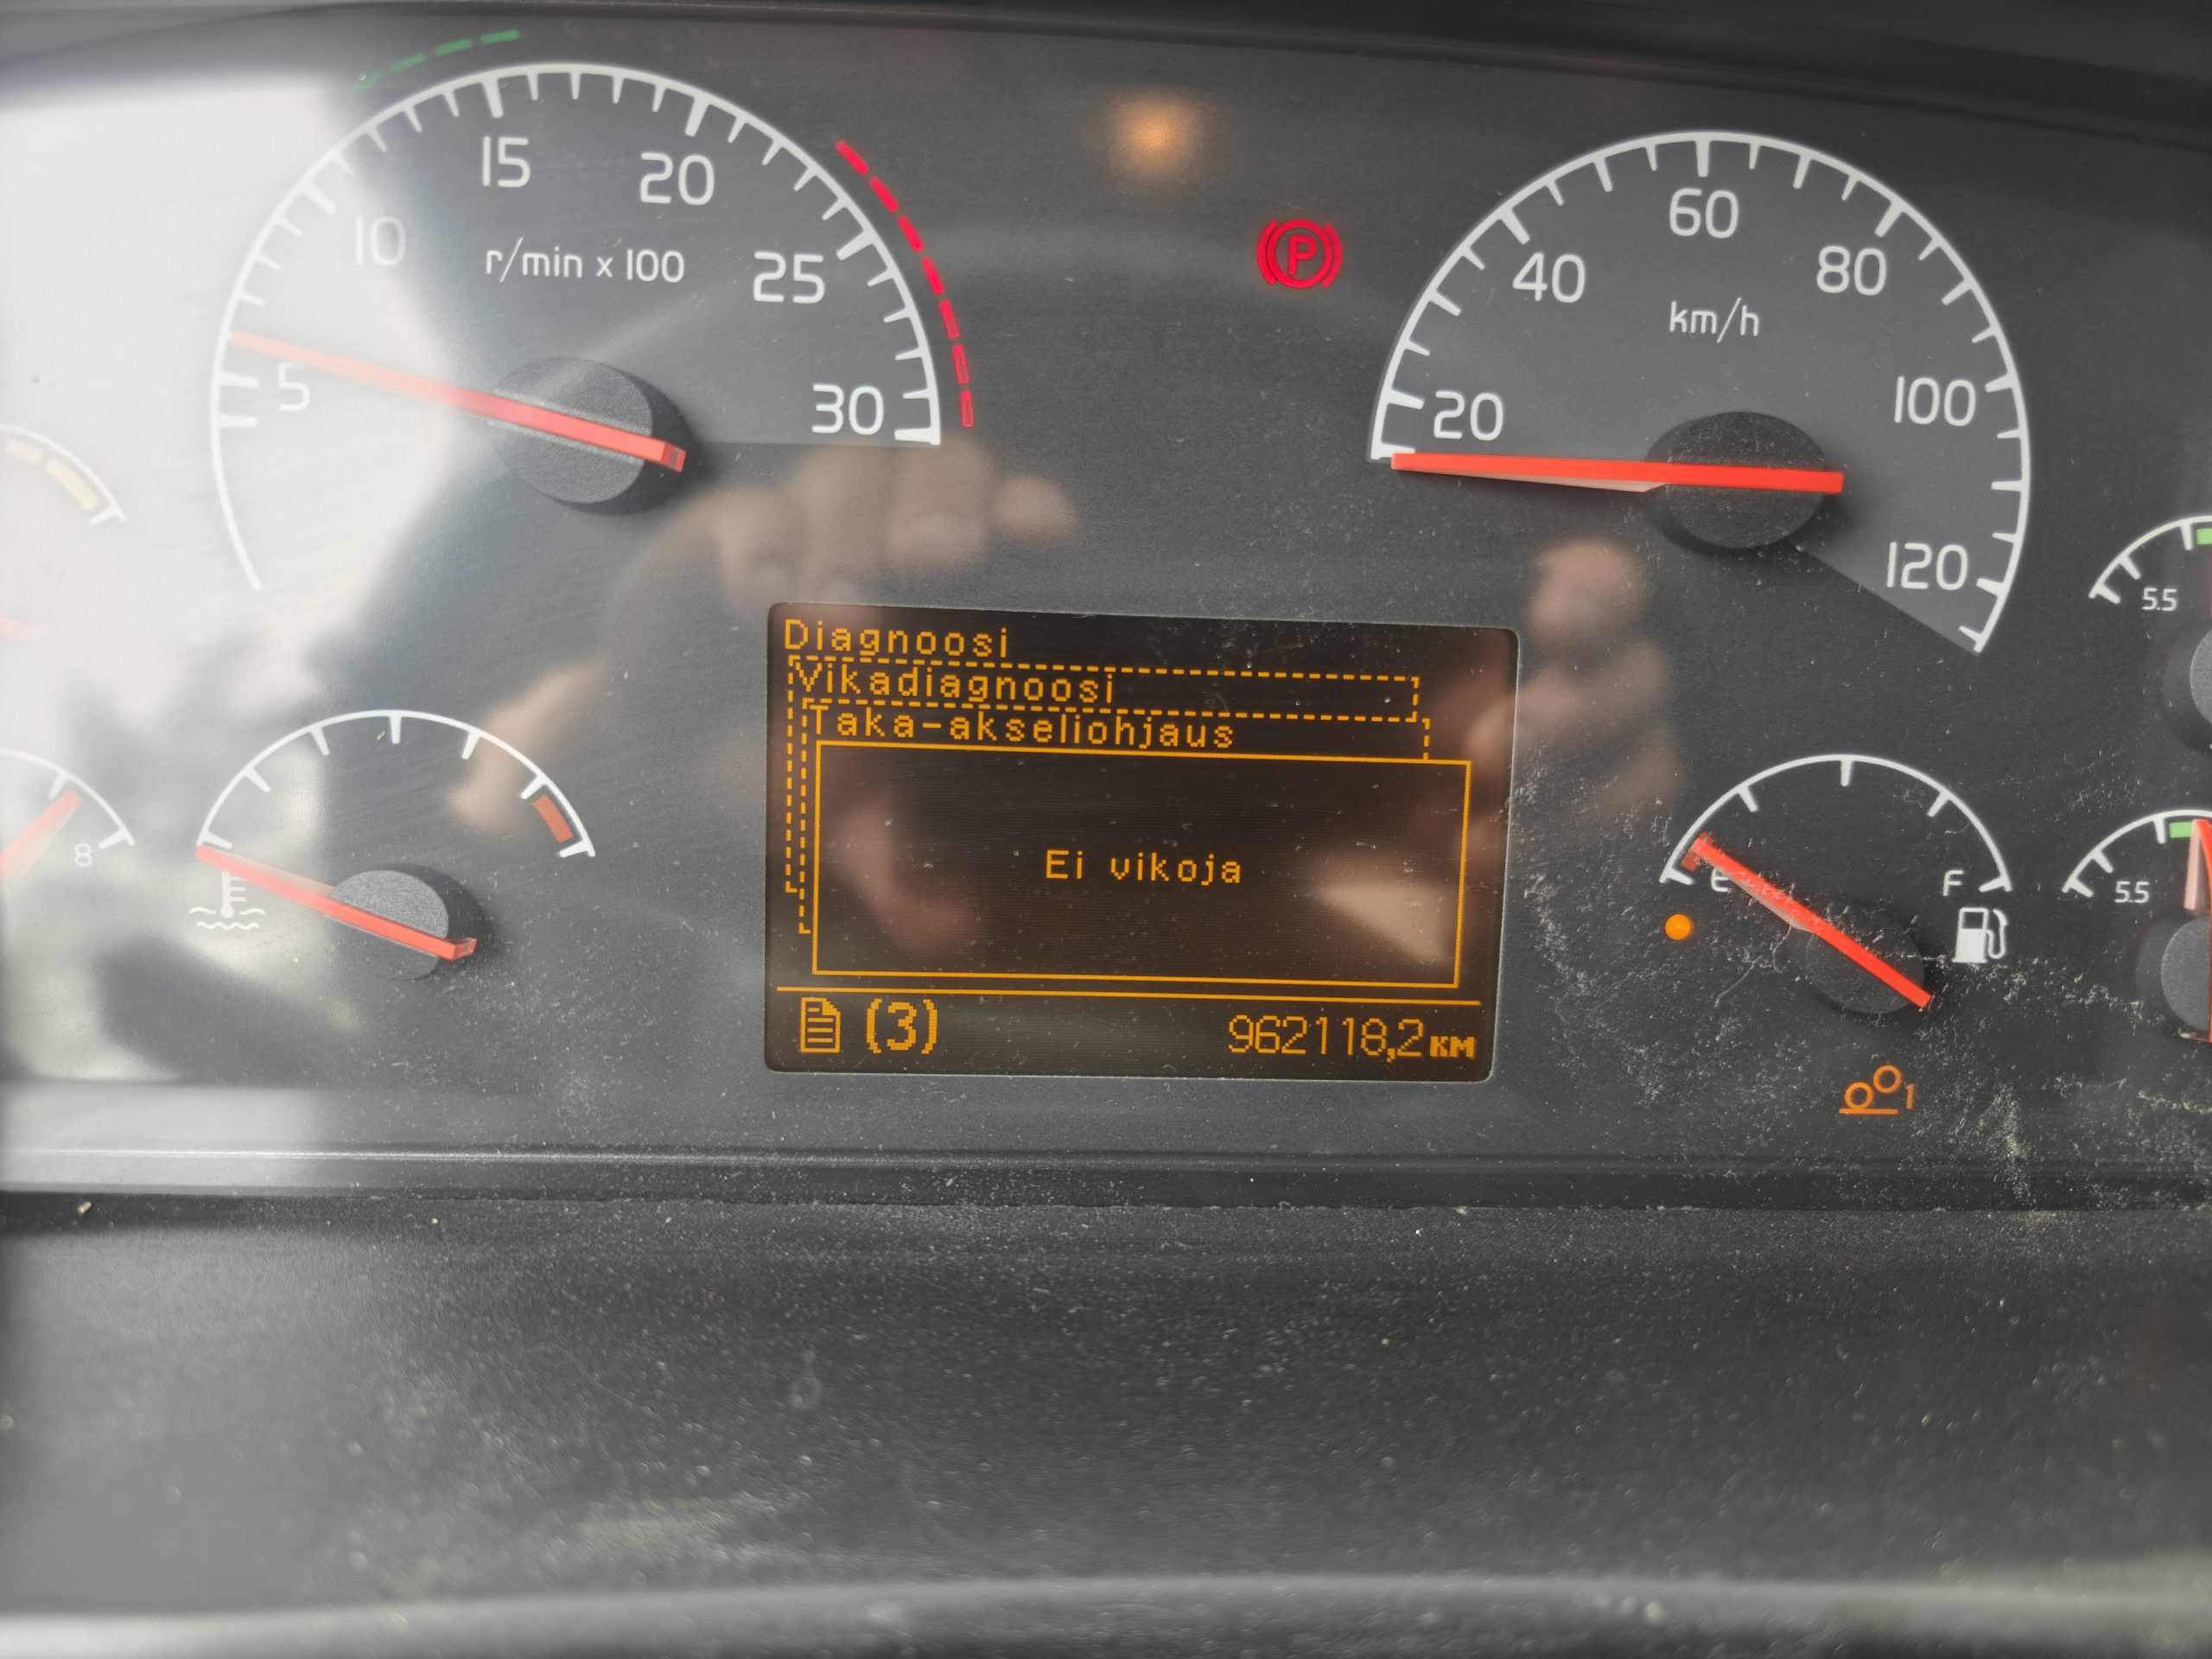 15
20
10
r/min x 100
25
5
30
P
60
40
80
km/h
20
100
120
5.5
Diagnoosi
Vikadiagnoosi
Taka-akseliohjaus
Ei vikoja
(3)
962118,2 KM
8
E
F
5.5
1